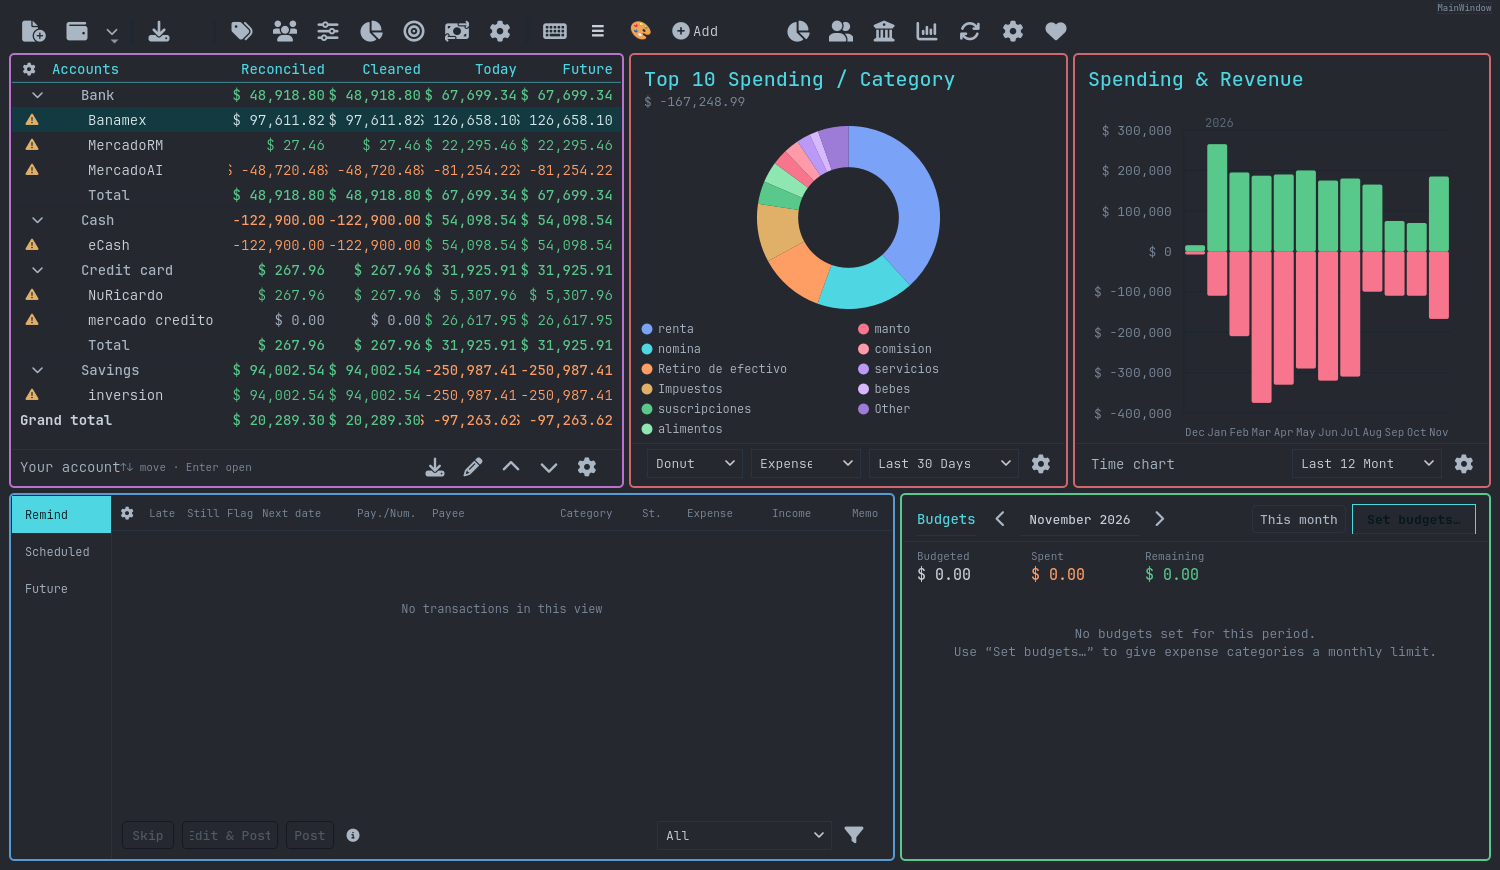 MainWindow
Add
Accounts Reconciled Cleared Today Future
Bank $ 48,918.80 $ 48,918.80 $ 67,699.34 $ 67,699.34
Banamex $ 97,611.82 $ 97,611.82 $ 126,658.10 $ 126,658.10
MercadoRM $ 27.46 $ 27.46 $ 22,295.46 $ 22,295.46
MercadoAI $ -48,720.48 $ -48,720.48 $ -81,254.22 $ -81,254.22
Total $ 48,918.80 $ 48,918.80 $ 67,699.34 $ 67,699.34
Cash -122,900.00 -122,900.00 $ 54,098.54 $ 54,098.54
eCash -122,900.00 -122,900.00 $ 54,098.54 $ 54,098.54
Credit card $ 267.96 $ 267.96 $ 31,925.91 $ 31,925.91
NuRicardo $ 267.96 $ 267.96 $ 5,307.96 $ 5,307.96
mercado credito $ 0.00 $ 0.00 $ 26,617.95 $ 26,617.95
Total $ 267.96 $ 267.96 $ 31,925.91 $ 31,925.91
Savings $ 94,002.54 $ 94,002.54 -250,987.41 -250,987.41
inversion $ 94,002.54 $ 94,002.54 -250,987.41 -250,987.41
Grand total $ 20,289.30 $ 20,289.30 $ -97,263.62 $ -97,263.62
Your account ↑↓ move · Enter open
Top 10 Spending / Category
$ -167,248.99
renta
nomina
Retiro de efectivo
Impuestos
suscripciones
alimentos
manto
comision
servicios
bebes
Other
Donut Expense Last 30 Days
Spending & Revenue
2026
$ 300,000
$ 200,000
$ 100,000
$ 0
$ -100,000
$ -200,000
$ -300,000
$ -400,000
Dec Jan Feb Mar Apr May Jun Jul Aug Sep Oct Nov
Time chart Last 12 Mont
Remind
Scheduled
Future
Late Still Flag Next date Pay./Num. Payee Category St. Expense Income Memo
No transactions in this view
Skip Edit & Post Post All
Budgets November 2026 This month Set budgets…
Budgeted Spent Remaining
$ 0.00 $ 0.00 $ 0.00
No budgets set for this period.
Use “Set budgets…” to give expense categories a monthly limit.